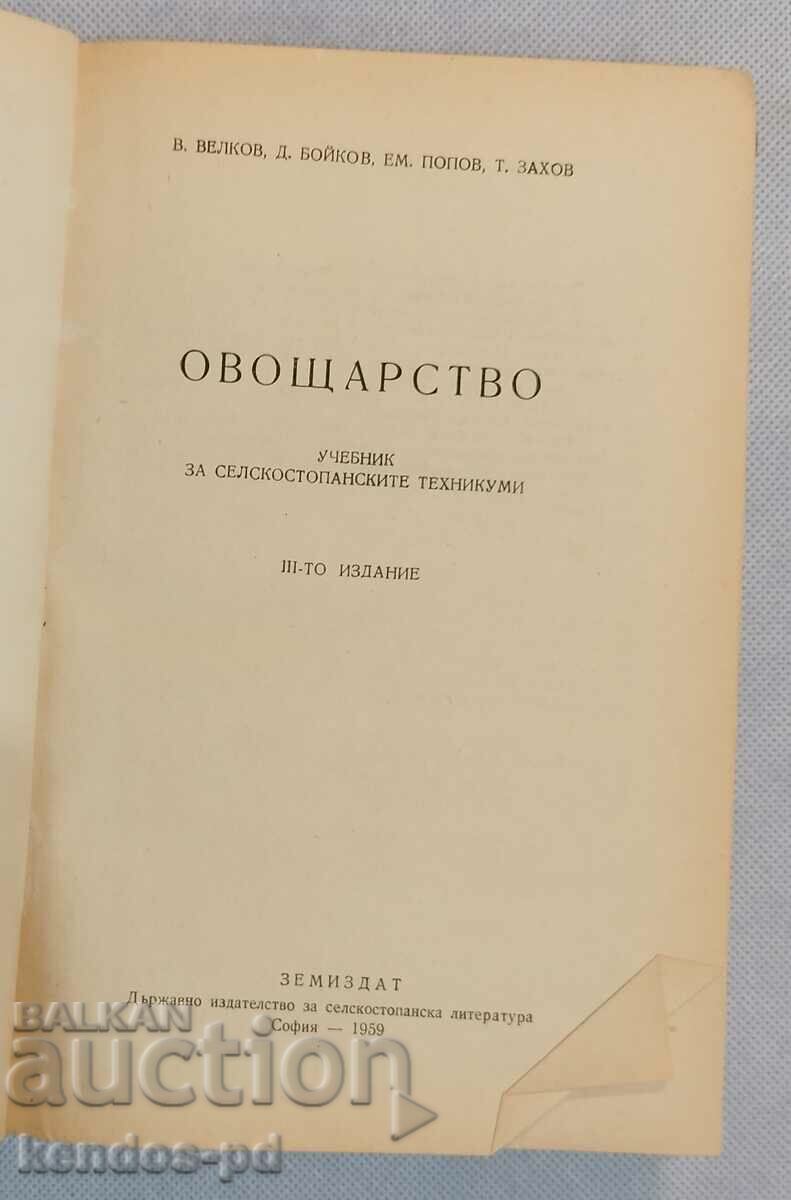 В. ВЕЛКОВ, Д. БОЙКОВ, ЕМ. ПОПОВ, Т. ЗАХОВ
ОВОЩАРСТВО
УЧЕБНИК
ЗА СЕЛСКОСТОПАНСКИТЕ ТЕХНИКУМИ
III-ТО ИЗДАНИЕ
ЗЕМИЗДАТ
Държавно издателство за селскостопанска литература
София — 1959
BALKAN
auction
kendos-pd